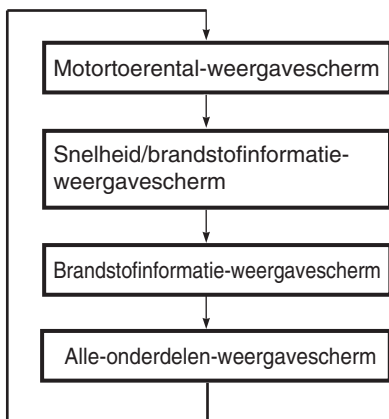 Motortoerental-weergavescherm
Snelheid/brandstofinformatie-
weergavescherm
Brandstofinformatie-weergavescherm
Alle-onderdelen-weergavescherm